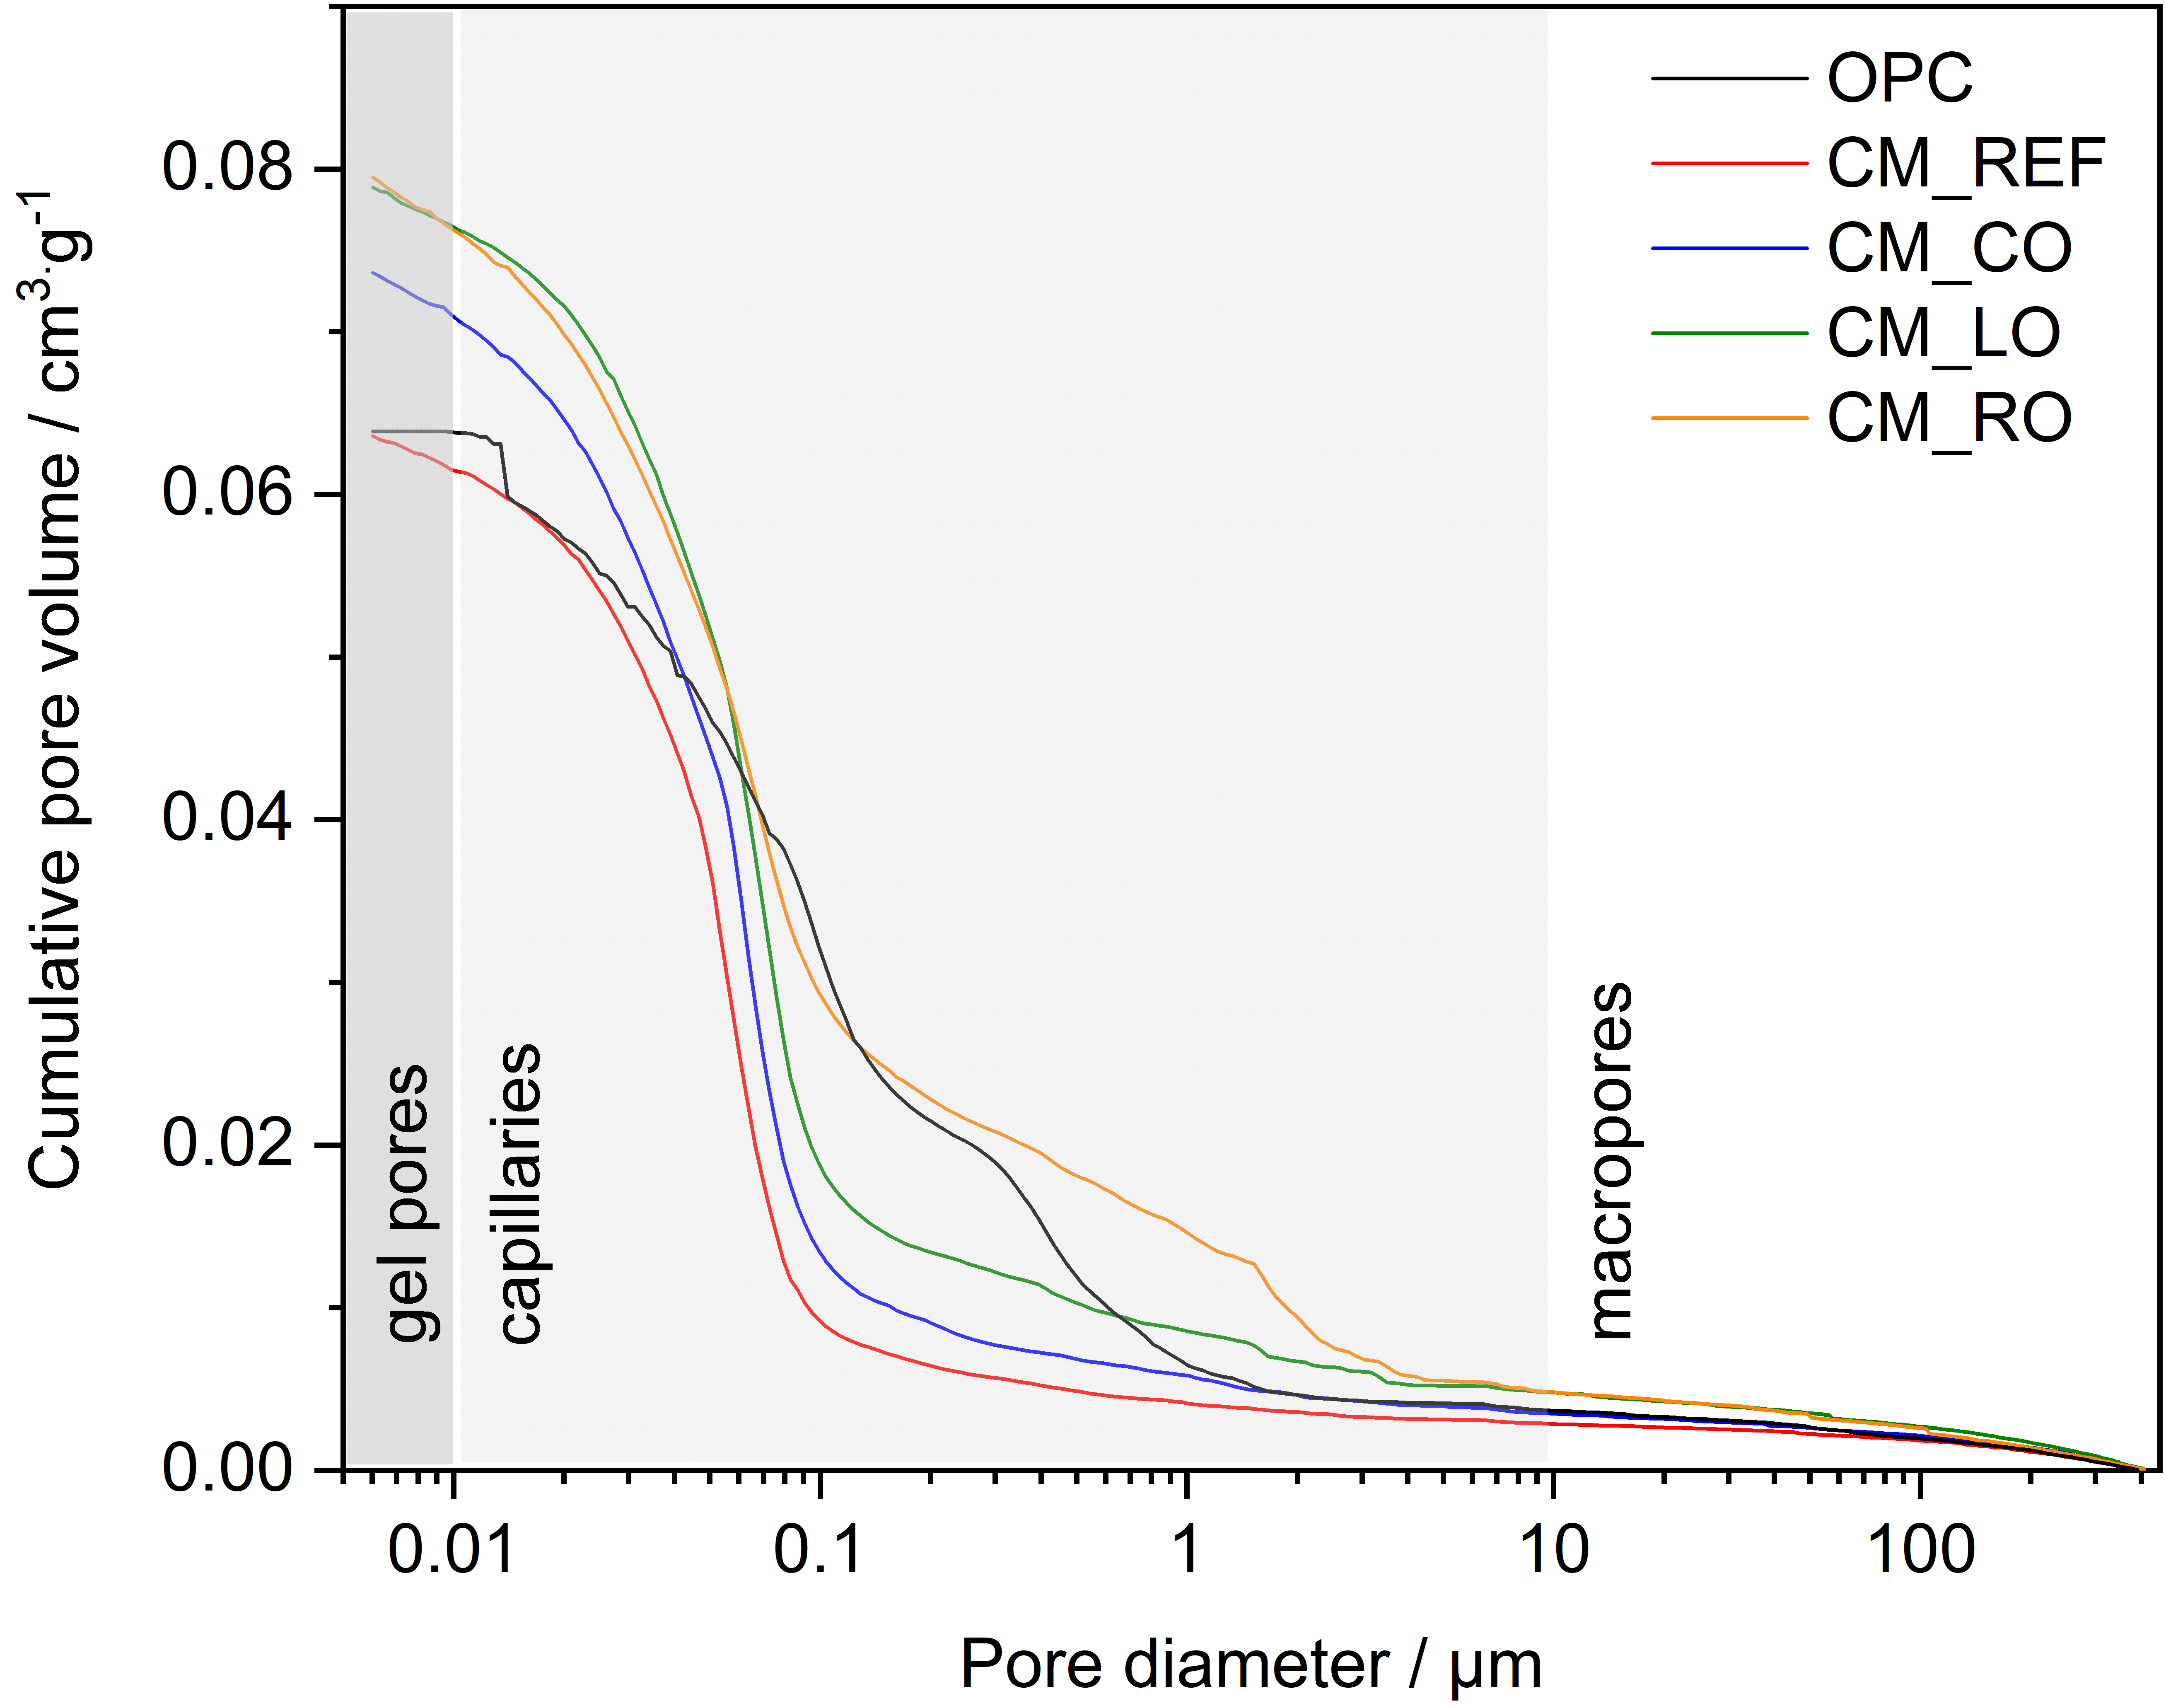 OPC
CM_REF
CM_CO
CM_LO
CM_RO
Cumulative pore volume / cm³·g⁻¹
0.08
0.06
0.04
0.02
0.00
gel pores
capillaries
macropores
0.01
0.1
1
10
100
Pore diameter / µm